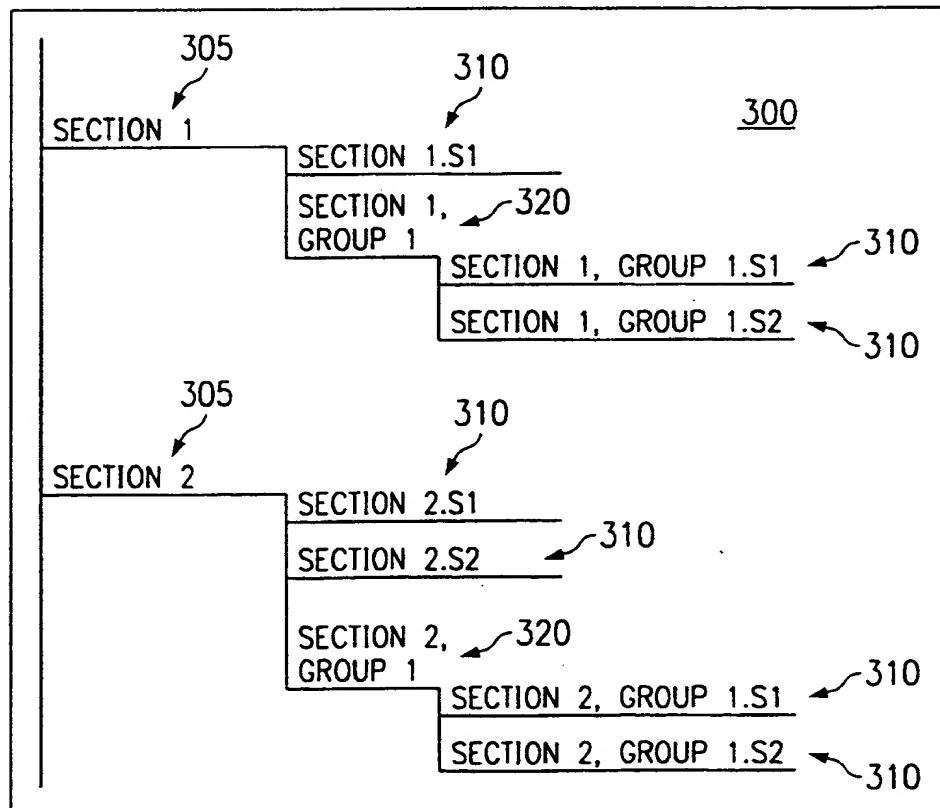 305
310
300
SECTION 1
SECTION 1.S1
SECTION 1,
GROUP 1
320
310
SECTION 1, GROUP 1.S1
SECTION 1, GROUP 1.S2
310
305
310
SECTION 2
SECTION 2.S1
SECTION 2.S2
310
SECTION 2,
GROUP 1
320
310
SECTION 2, GROUP 1.S1
SECTION 2, GROUP 1.S2
310